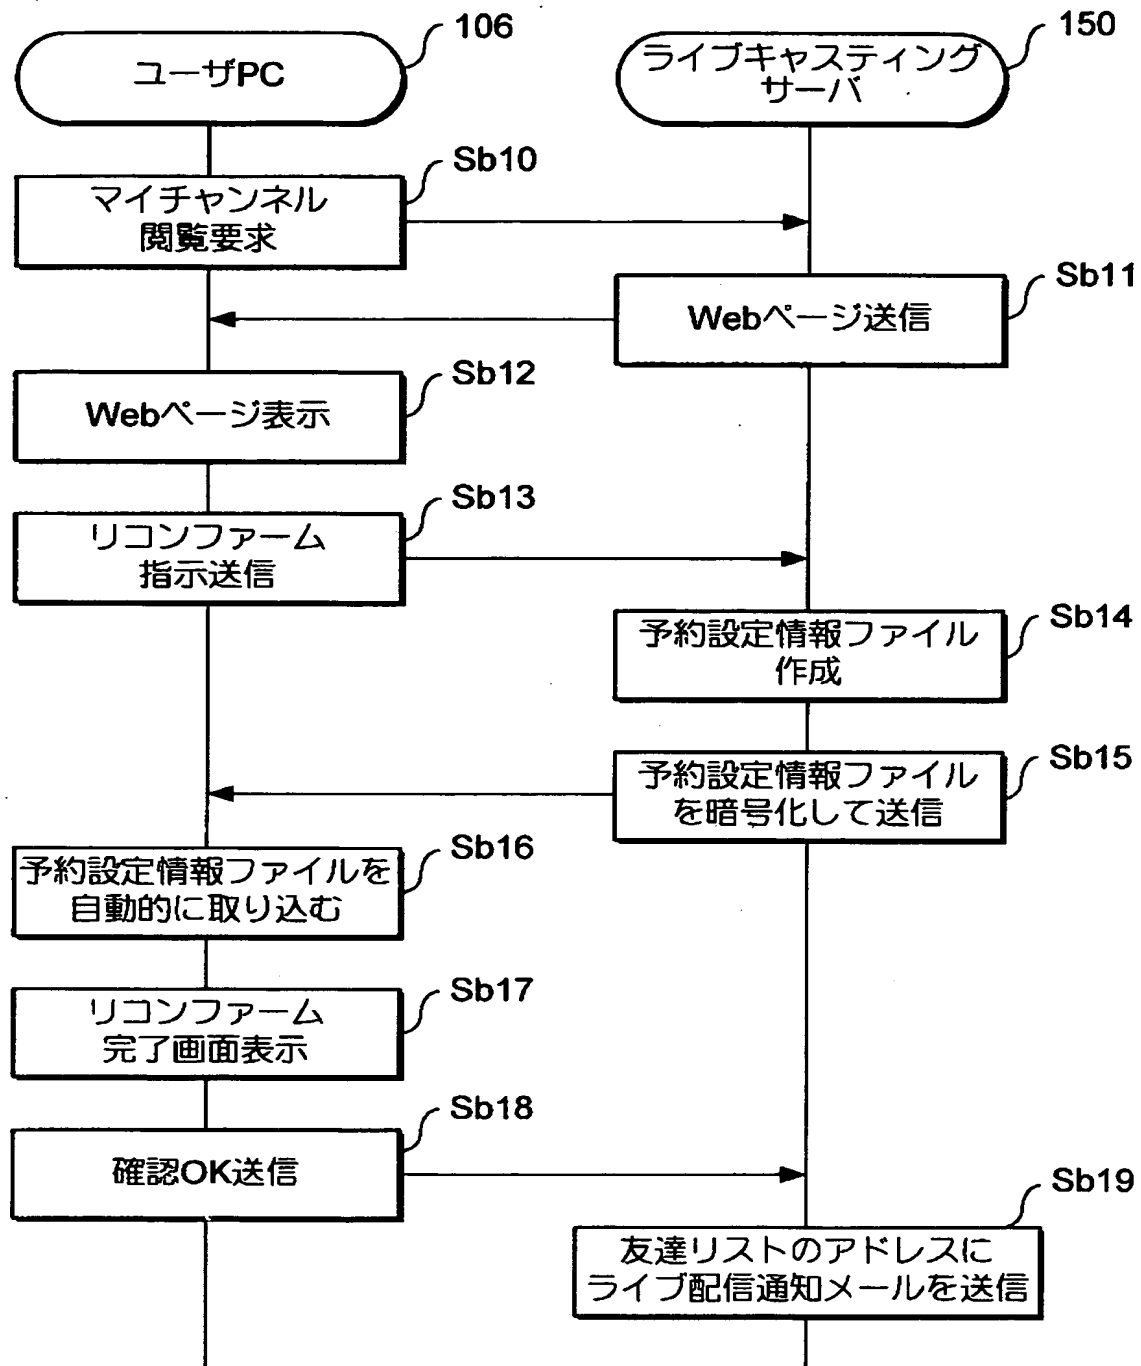 106
ユーザPC
150
ライブキャスティング
サーバ
Sb10
マイチャンネル
閲覧要求
Sb11
Webページ送信
Sb12
Webページ表示
Sb13
リコンファーム
指示送信
Sb14
予約設定情報ファイル
作成
Sb15
予約設定情報ファイル
を暗号化して送信
Sb16
予約設定情報ファイルを
自動的に取り込む
Sb17
リコンファーム
完了画面表示
Sb18
確認OK送信
Sb19
友達リストのアドレスに
ライブ配信通知メールを送信